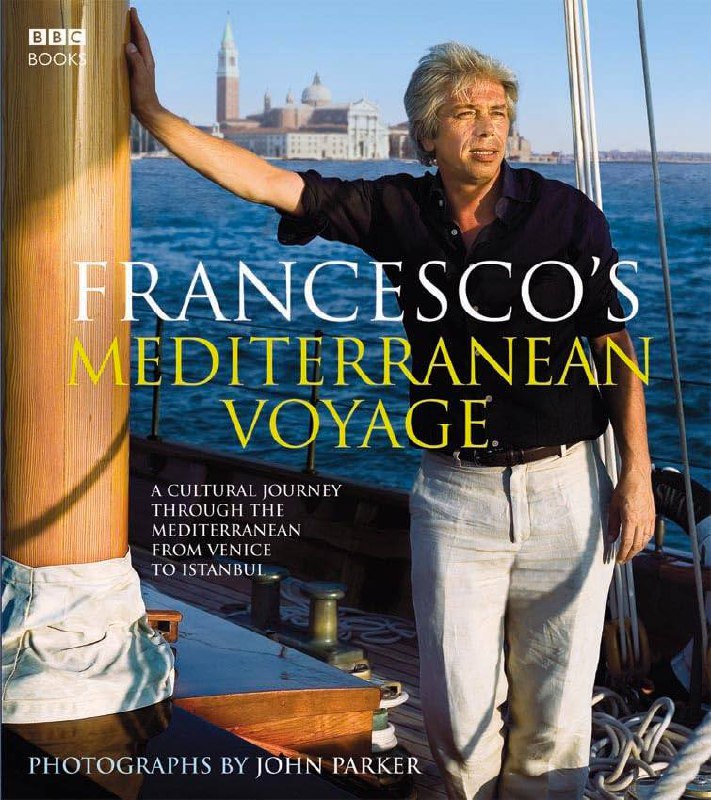 BBC
BOOKS
FRANCESCO'S
MEDITERRANEAN
VOYAGE
A CULTURAL JOURNEY
THROUGH THE
MEDITERRANEAN
FROM VENICE
TO ISTANBUL
PHOTOGRAPHS BY JOHN PARKER